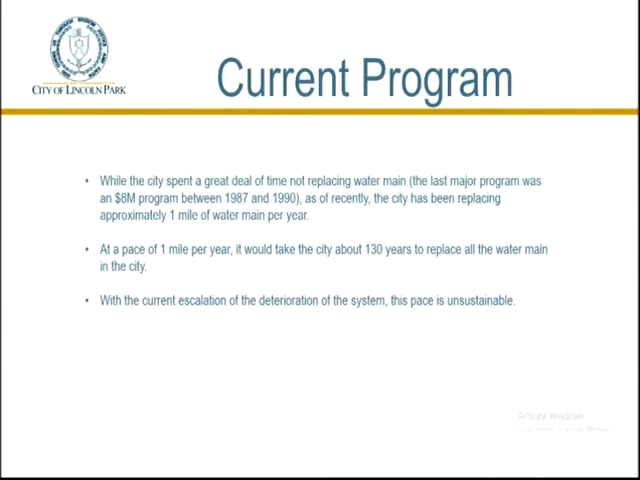 CITY OF LINCOLN PARK
Current Program
• While the city spent a great deal of time not replacing water main (the last major program was
an $8M program between 1987 and 1990), as of recently, the city has been replacing
approximately 1 mile of water main per year.
• At a pace of 1 mile per year, it would take the city about 130 years to replace all the water main
in the city.
• With the current escalation of the deterioration of the system, this pace is unsustainable.
Activate Windows